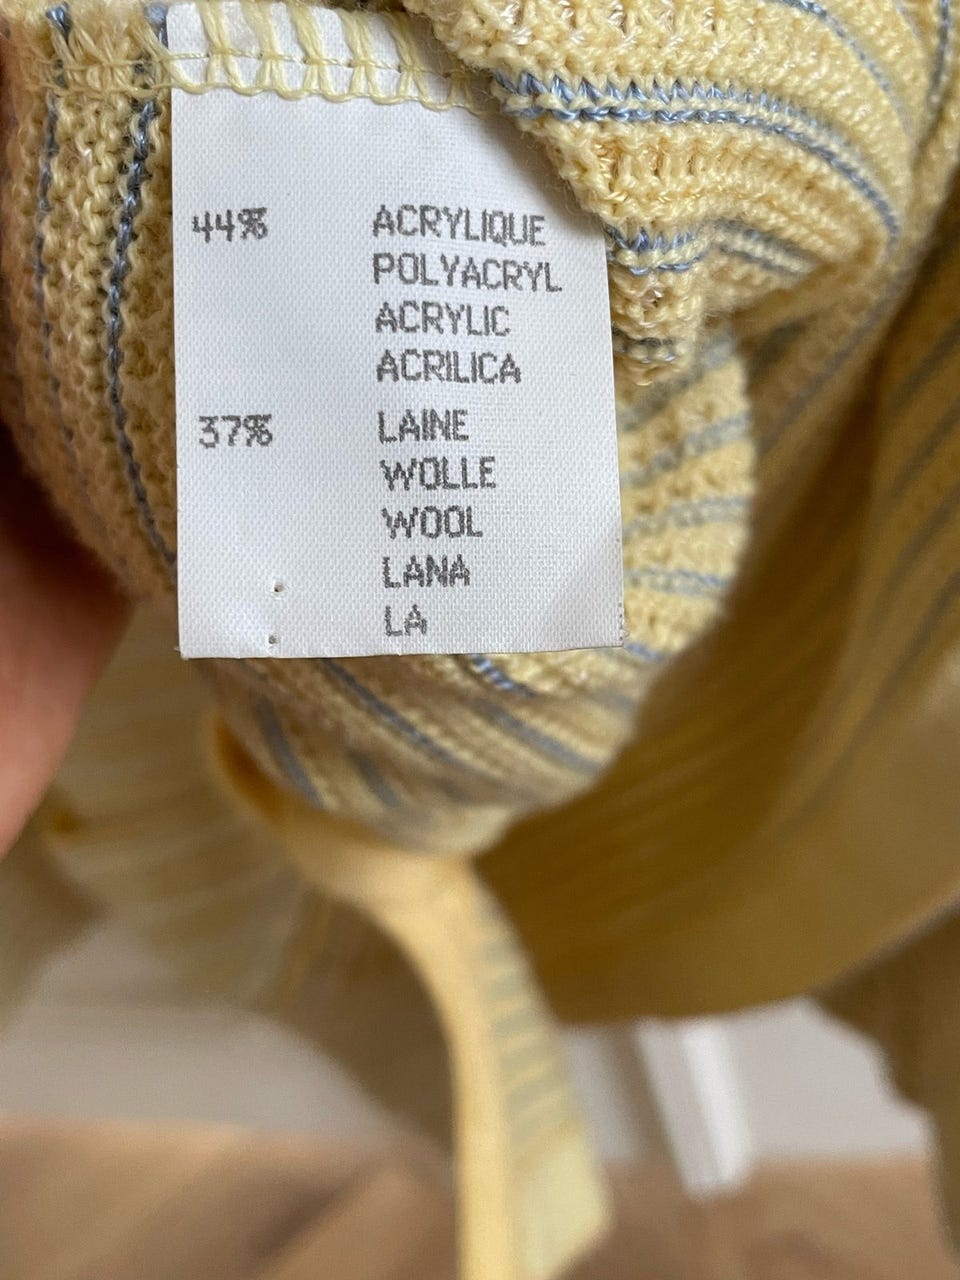 44% ACRYLIQUE
POLYACRYL
ACRYLIC
ACRILICA
37% LAINE
WOLLE
WOOL
LANA
LA